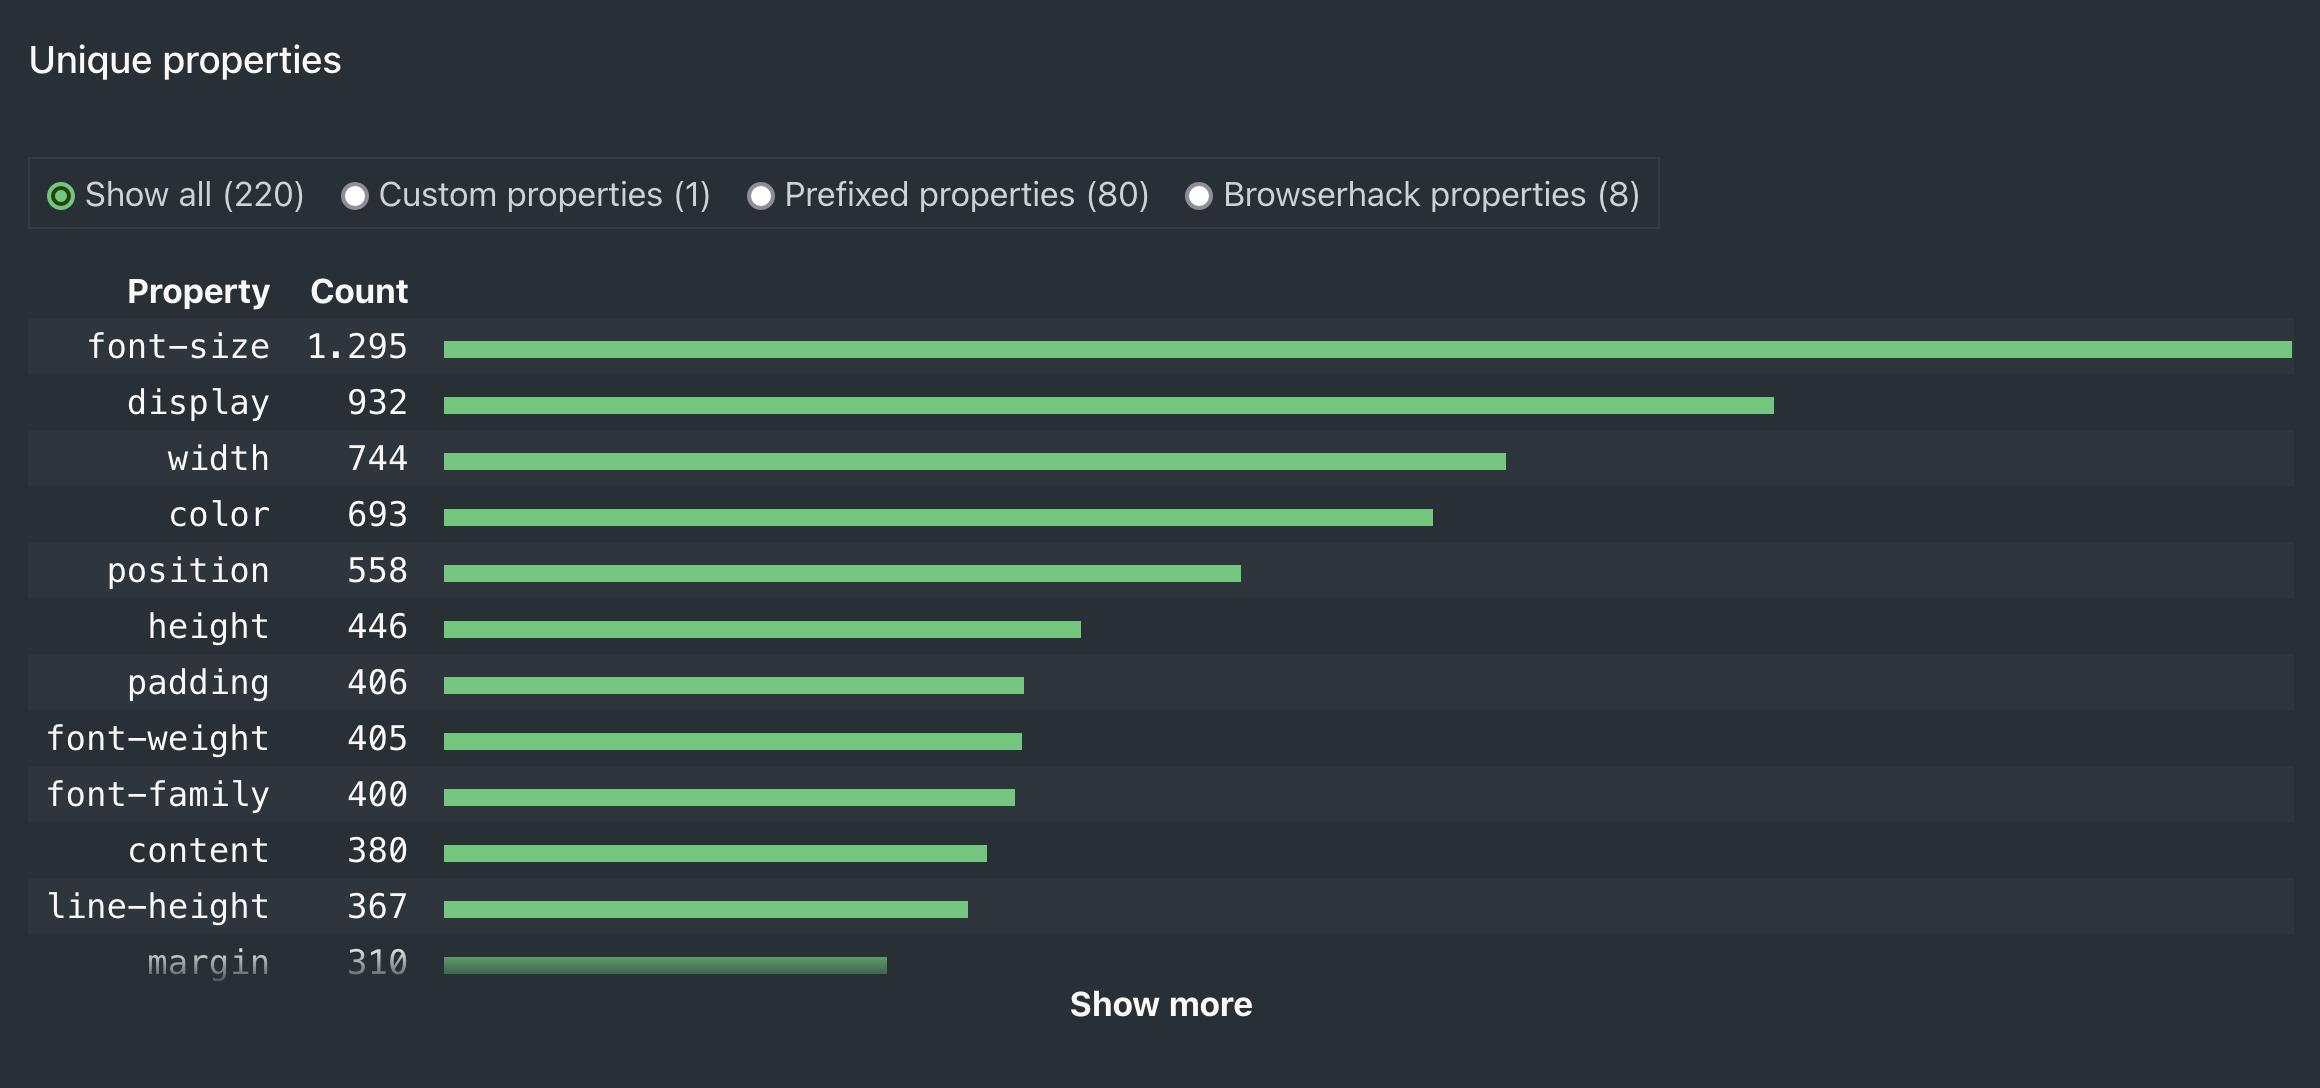 Unique properties
Show all (220) Custom properties (1) Prefixed properties (80) Browserhack properties (8)
Property Count
font-size 1.295
display 932
width 744
color 693
position 558
height 446
padding 406
font-weight 405
font-family 400
content 380
line-height 367
margin 310
Show more